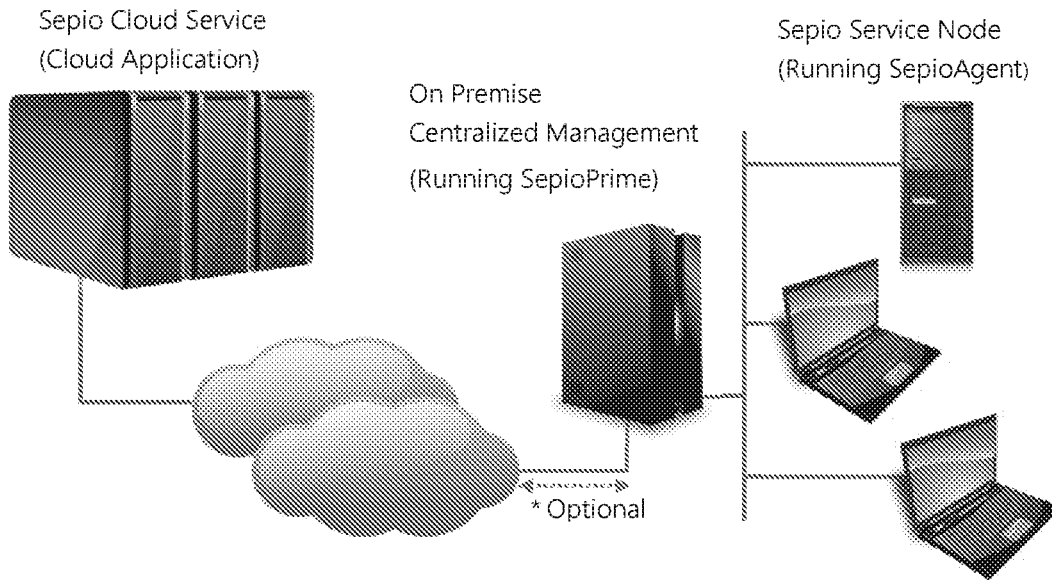 Sepio Cloud Service
(Cloud Application)
On Premise
Centralized Management
(Running SepioPrime)
Sepio Service Node
(Running SepioAgent)
* Optional